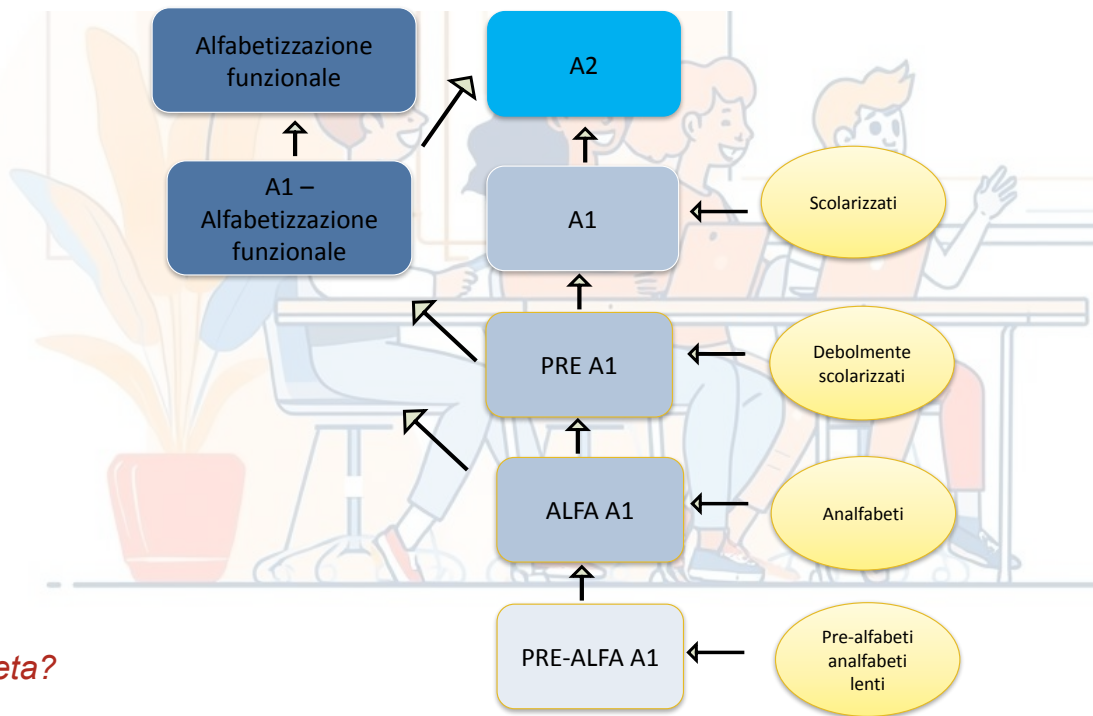 Alfabetizzazione
funzionale
A2
A1 –
Alfabetizzazione
funzionale
A1
Scolarizzati
PRE A1
Debolmente
scolarizzati
ALFA A1
Analfabeti
PRE-ALFA A1
Pre-alfabeti
analfabeti
lenti
eta?